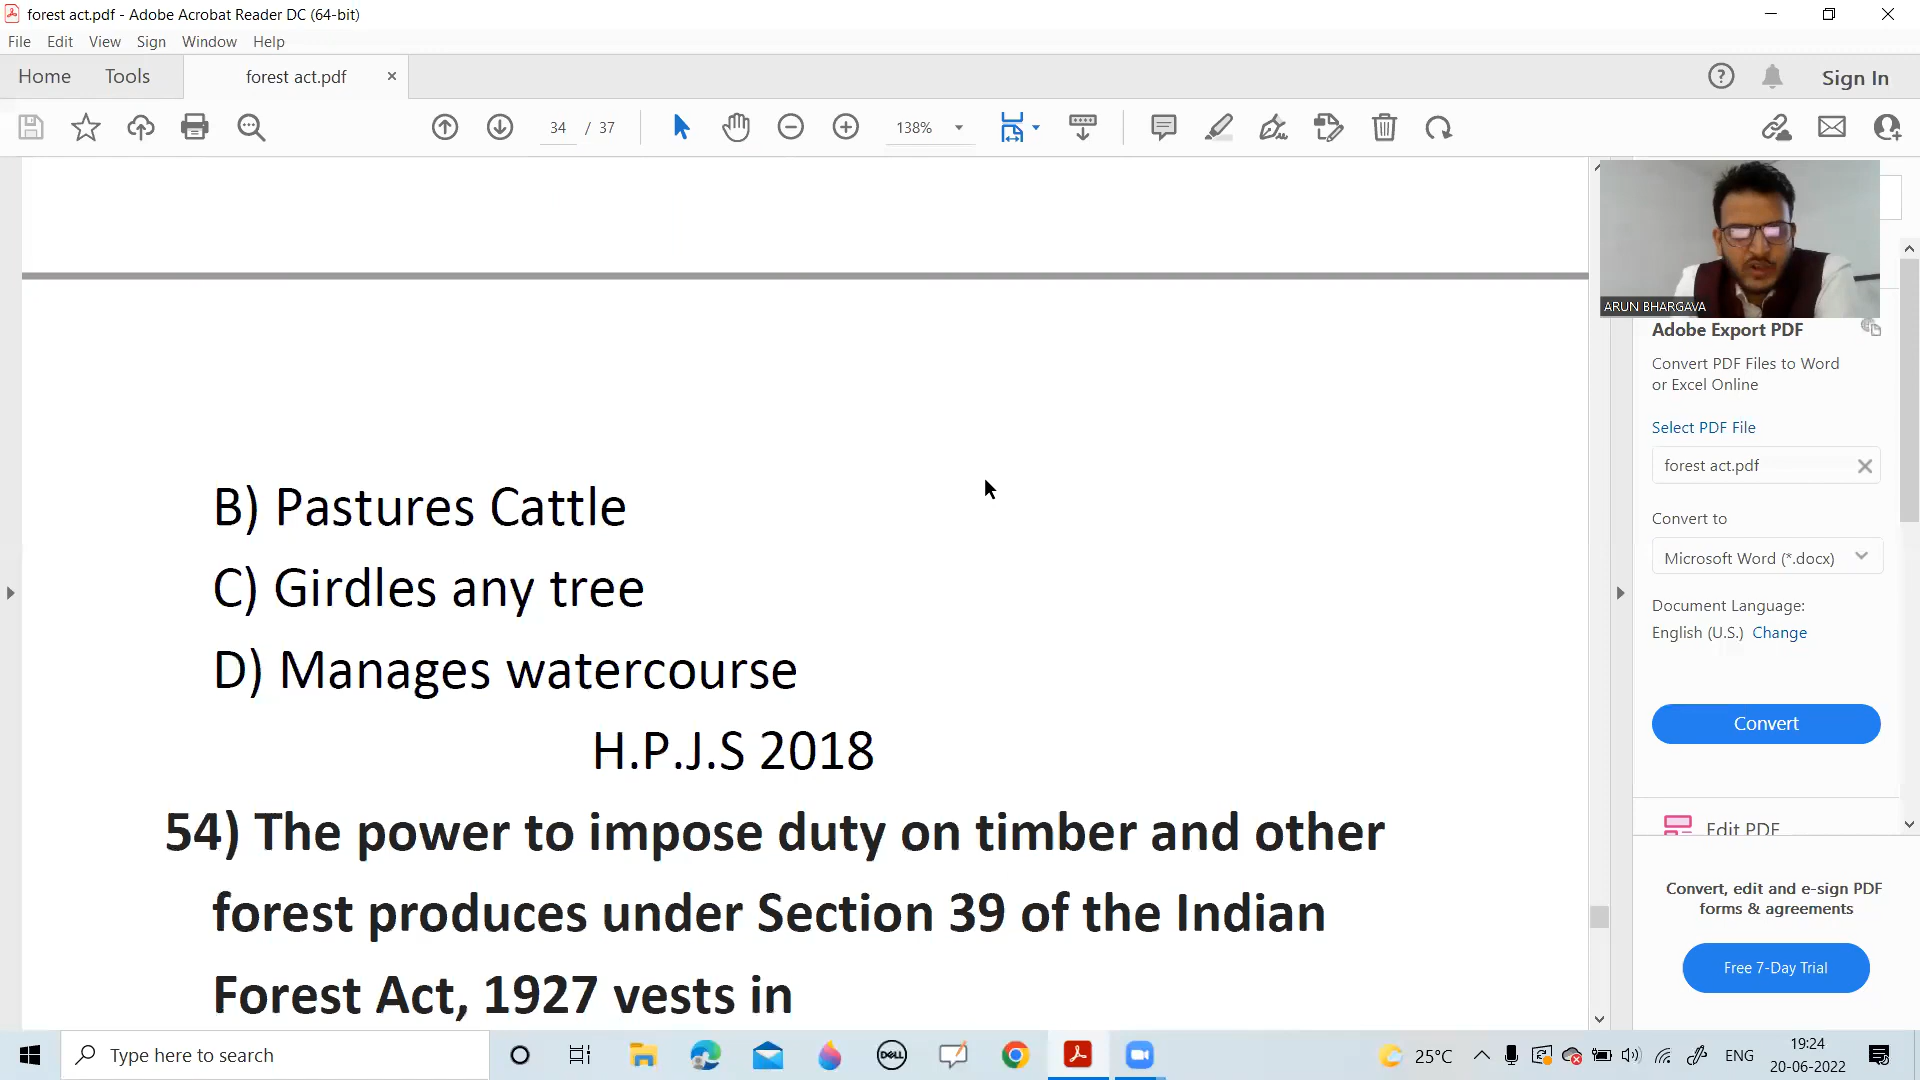 forest act.pdf - Adobe Acrobat Reader DC (64-bit)
File Edit View Sign Window Help
Home Tools forest act.pdf × Sign In
34 / 37 138%
ARUN BHARGAVA
Adobe Export PDF
Convert PDF Files to Word
or Excel Online
Select PDF File
forest act.pdf
Convert to
Microsoft Word (*.docx)
Document Language:
English (U.S.) Change
Convert
Edit PDF
Convert, edit and e-sign PDF
forms & agreements
Free 7-Day Trial
B) Pastures Cattle
C) Girdles any tree
D) Manages watercourse
H.P.J.S 2018
54) The power to impose duty on timber and other
forest produces under Section 39 of the Indian
Forest Act, 1927 vests in
Type here to search
DELL
25°C
ENG
19:24
20-06-2022